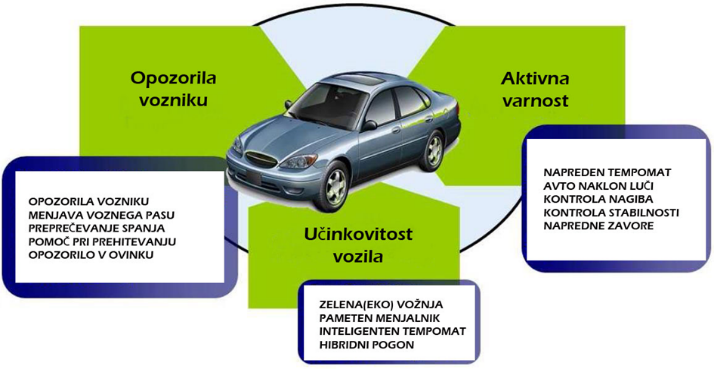 Opozorila
vozniku
Aktivna
varnost
OPOZORILA VOZNIKU
MENJAVA VOZNEGA PASU
PREPREČEVANJE SPANJA
POMOČ PRI PREHITEVANJU
OPOZORILO V OVINKU
NAPREDEN TEMPOMAT
AVTO NAKLON LUČI
KONTROLA NAGIBA
KONTROLA STABILNOSTI
NAPREDNE ZAVORE
Učinkovitost
vozila
ZELENA(EKO) VOŽNJA
PAMETEN MENJALNIK
INTELIGENTEN TEMPOMAT
HIBRIDNI POGON